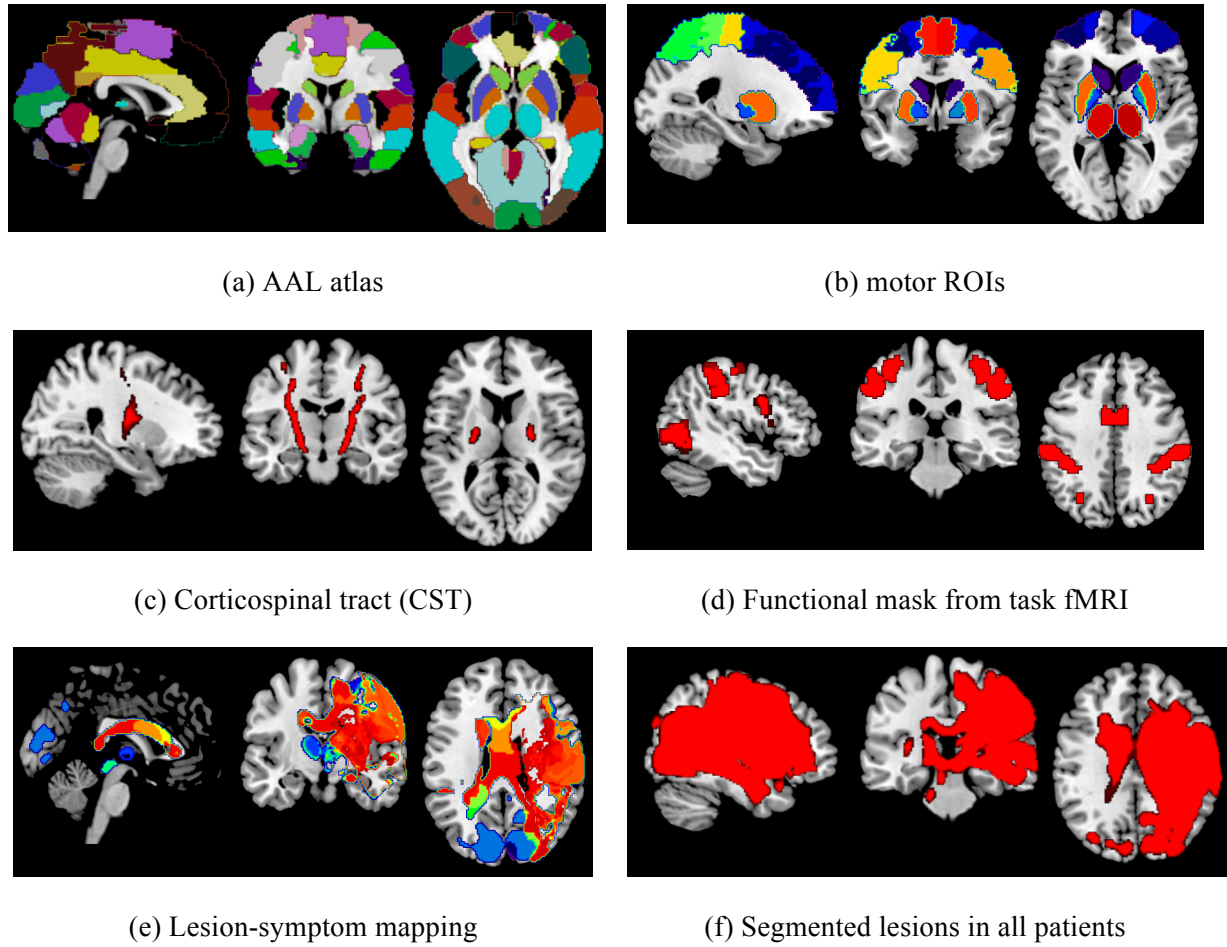 (a) AAL atlas
(b) motor ROIs
(c) Corticospinal tract (CST)
(d) Functional mask from task fMRI
(e) Lesion-symptom mapping
(f) Segmented lesions in all patients